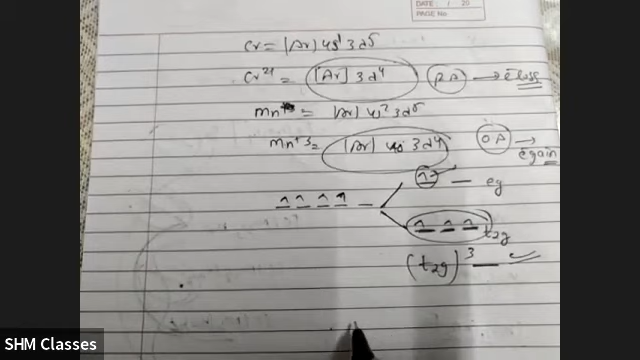 DATE: / 20
PAGE No
Cr = [Ar] 4s¹ 3d⁵
Cr²⁺ = [Ar] 3d⁴ RA → e loss
Mn = [Ar] 4s² 3d⁵
Mn⁺³ = [Ar] 4s⁰ 3d⁴ OA → e gain
eg
t₂g
(t₂g)³
SHM Classes